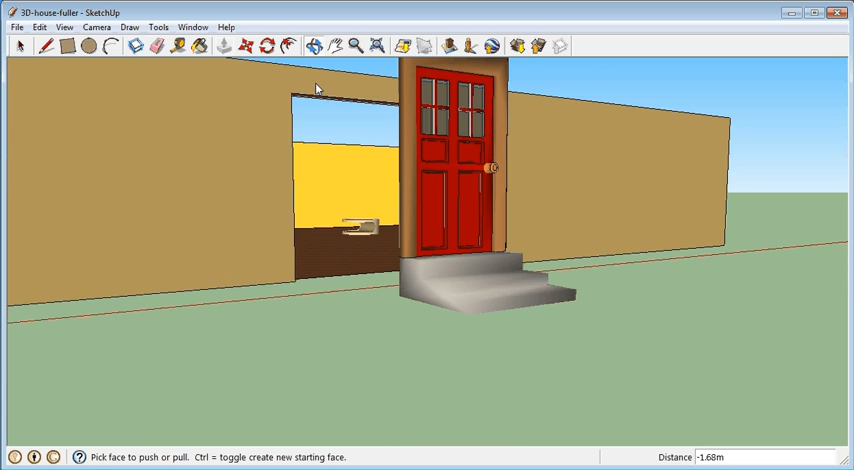 3D-house-fuller - SketchUp
File Edit View Camera Draw Tools Window Help
Pick face to push or pull. Ctrl = toggle create new starting face. Distance -1.68m